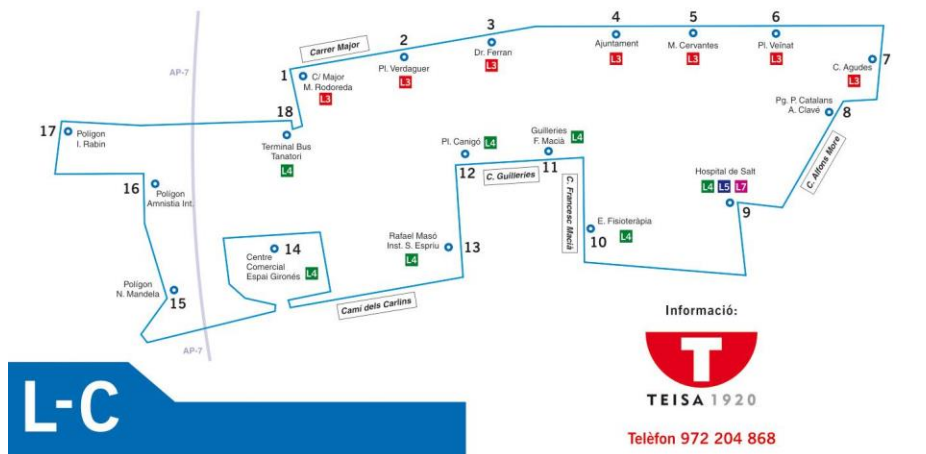 Carrer Major
1
C/ Major
M. Rodoreda
L3
2
Pl. Verdaguer
L3
3
Dr. Ferran
L3
4
Ajuntament
L3
5
M. Cervantes
L3
6
Pl. Veïnat
L3
7
C. Agudes
L3
8
Pg. P. Catalans
A. Clavé
C. Alfons More
Hospital de Salt
L4 L5 L7
9
10
E. Fisioteràpia
L4
C. Francesc Macià
Guilleries
F. Macià
L4
11
C. Guilleries
Pl. Canigó
L4
12
13
Rafael Masó
Inst. S. Espriu
L4
Camí dels Carlins
14
Centre
Comercial
Espai Gironès
L4
15
Polígon
N. Mandela
16
Polígon
Amnistia Int.
17
Polígon
I. Rabin
18
Terminal Bus
Tanatori
L4
AP-7
AP-7
L-C
Informació:
T
TEISA 1920
Telèfon 972 204 868